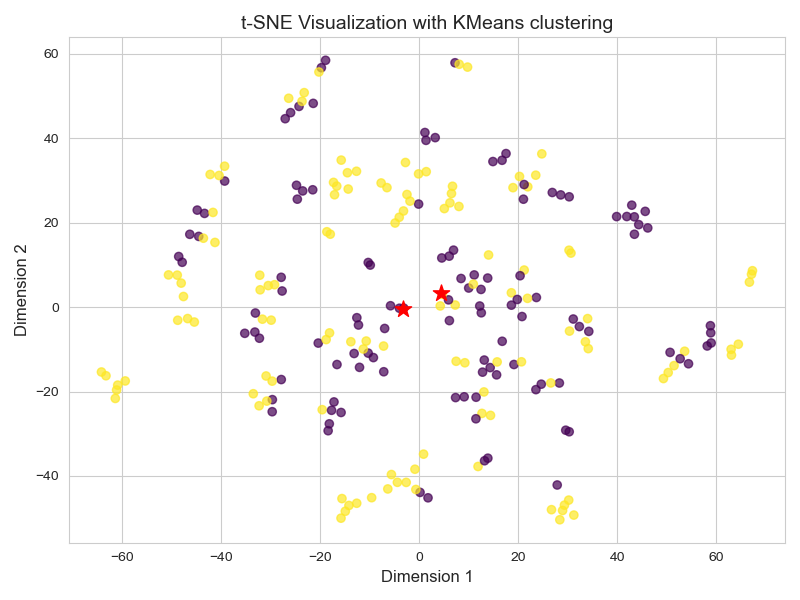 t-SNE Visualization with KMeans clustering
60
40
20
0
−20
−40
Dimension 2
−60 −40 −20 0 20 40 60
Dimension 1